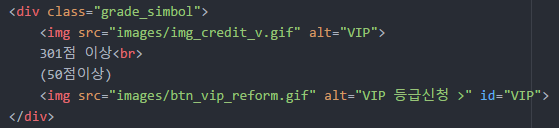 <div class="grade_simbol">
<img src="images/img_credit_v.gif" alt="VIP">
301점 이상<br>
(50점이상)
<img src="images/btn_vip_reform.gif" alt="VIP 등급신청 >" id="VIP">
</div>